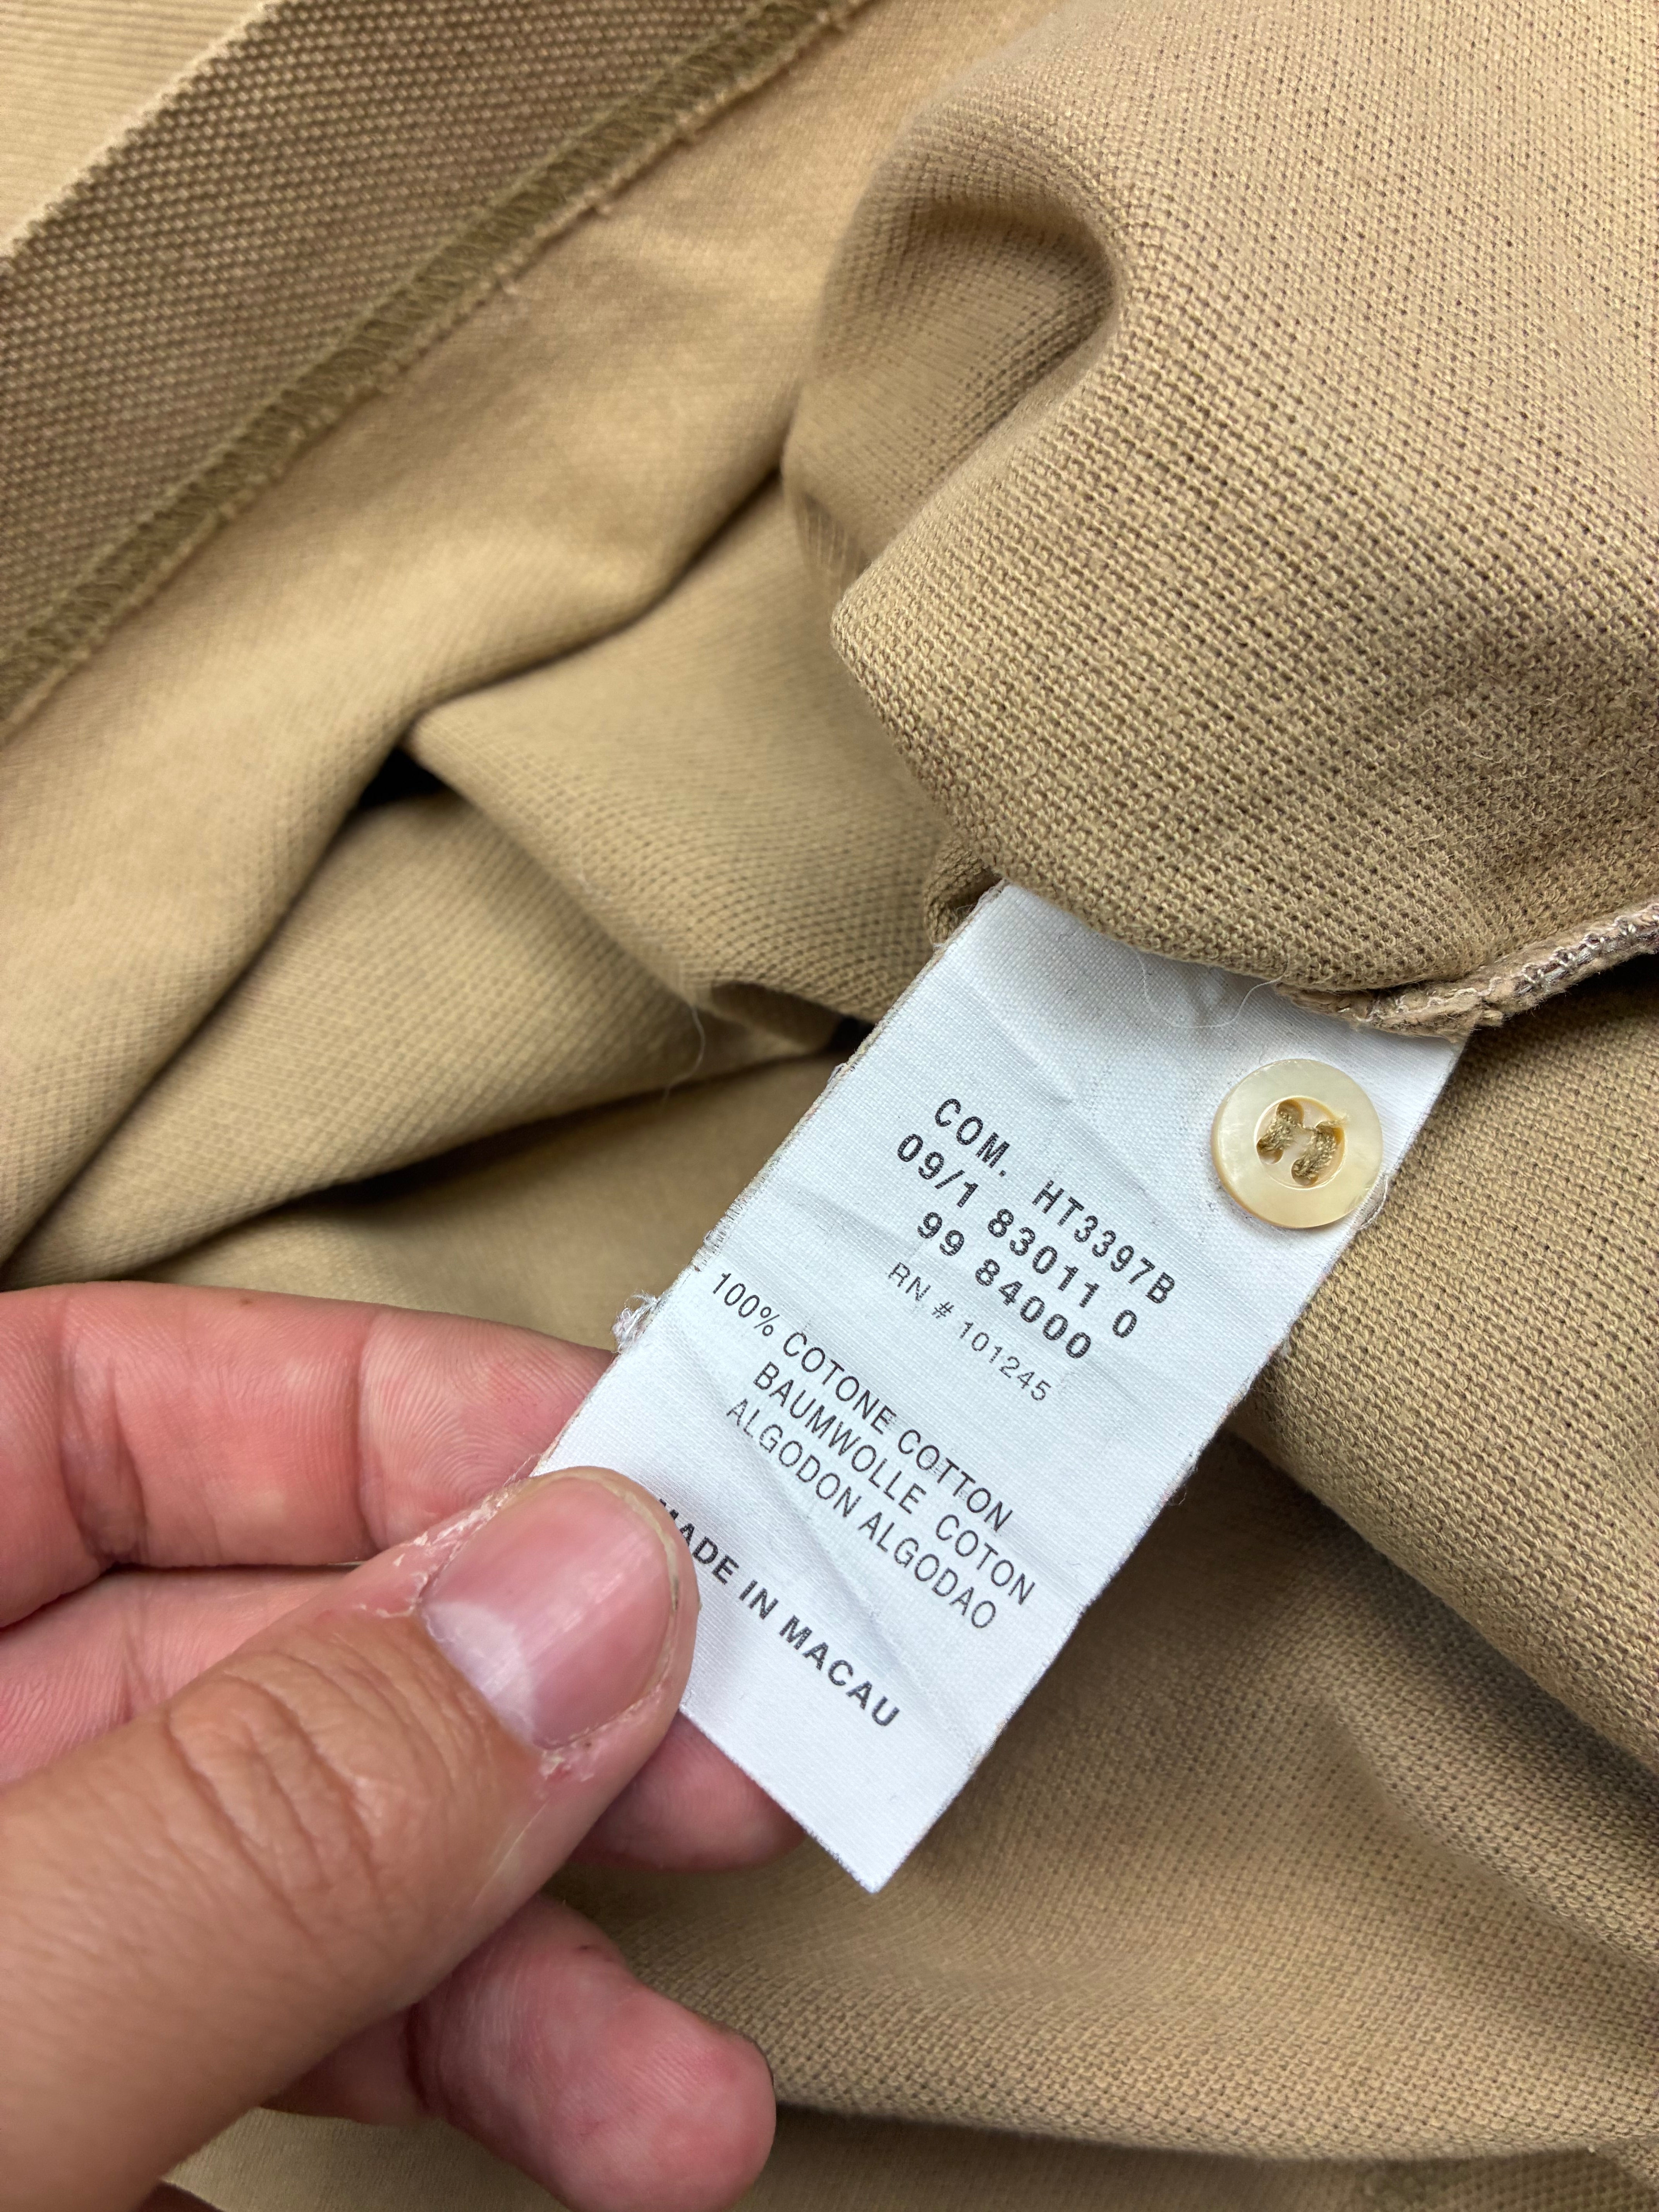 COM. HT3397B
09/1 83011 0
99 84000
RN # 101245
100% COTONE COTTON
BAUMWOLLE COTON
ALGODON ALGODAO
MADE IN MACAU